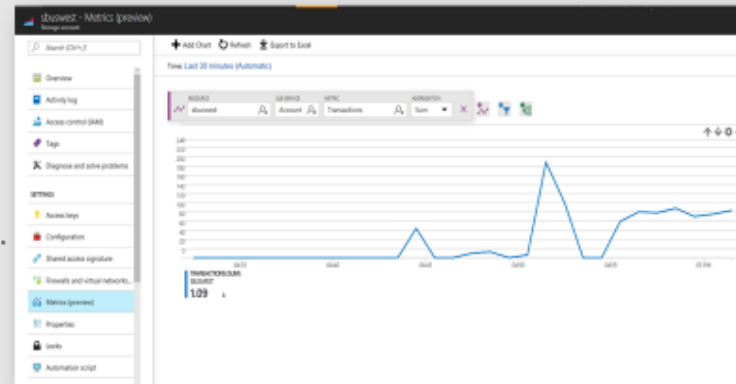 sbuswest - Metrics (preview)
Storage account
Search (Ctrl+/)
Add Chart Refresh Export to Excel
Time: Last 30 minutes (Automatic)
Overview
Activity log
Access control (IAM)
Tags
Diagnose and solve problems
SETTINGS
Access keys
Configuration
Shared access signature
Firewalls and virtual networks...
Metrics (preview)
Properties
Locks
Automation script
RESOURCE SUB SERVICE METRIC AGGREGATION
sbuswest Account Transactions Sum
20
0
TRANSACTIONS(SUM)
SBUSWEST
1.09 k